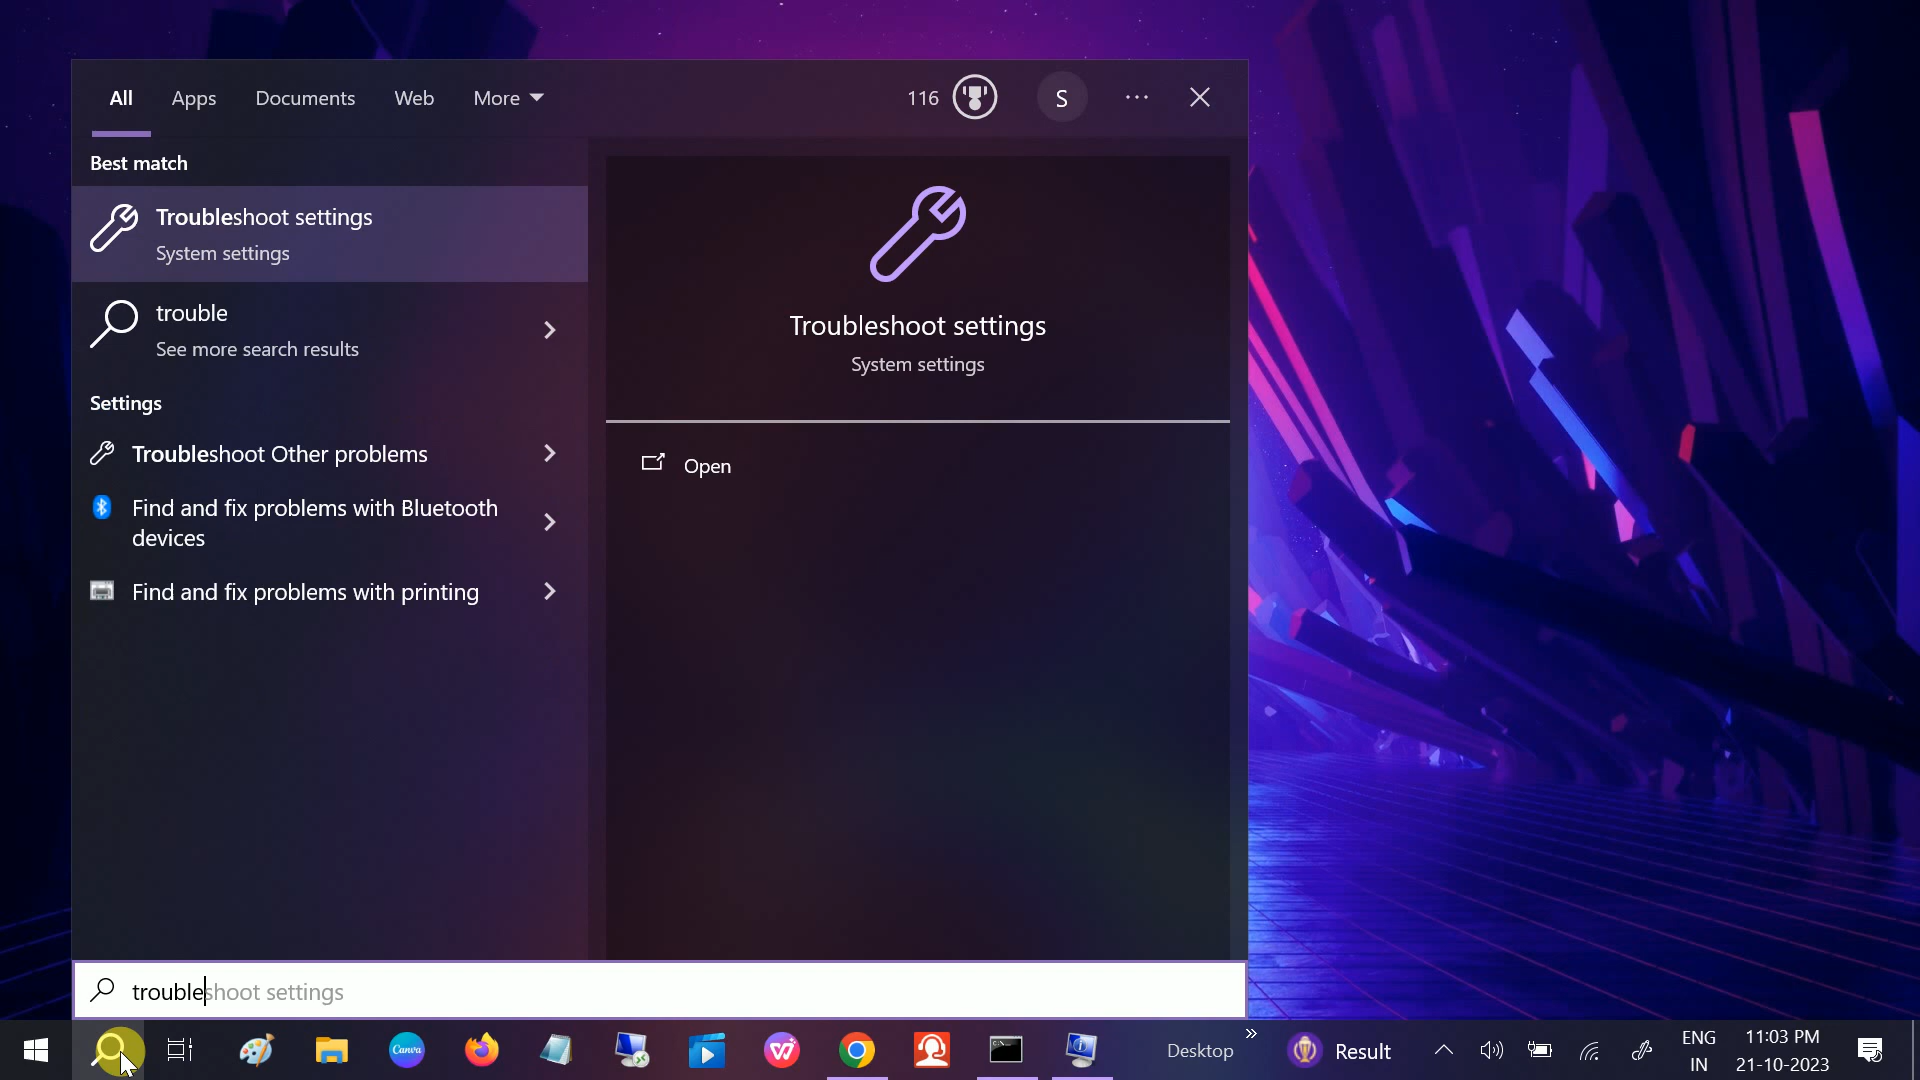 All Apps Documents Web More 116 S
Best match
Troubleshoot settings
System settings
trouble
See more search results
Settings
Troubleshoot Other problems
Find and fix problems with Bluetooth
devices
Find and fix problems with printing
Troubleshoot settings
System settings
Open
troubleshoot settings
Canva
Desktop
Result
ENG
IN
11:03 PM
21-10-2023